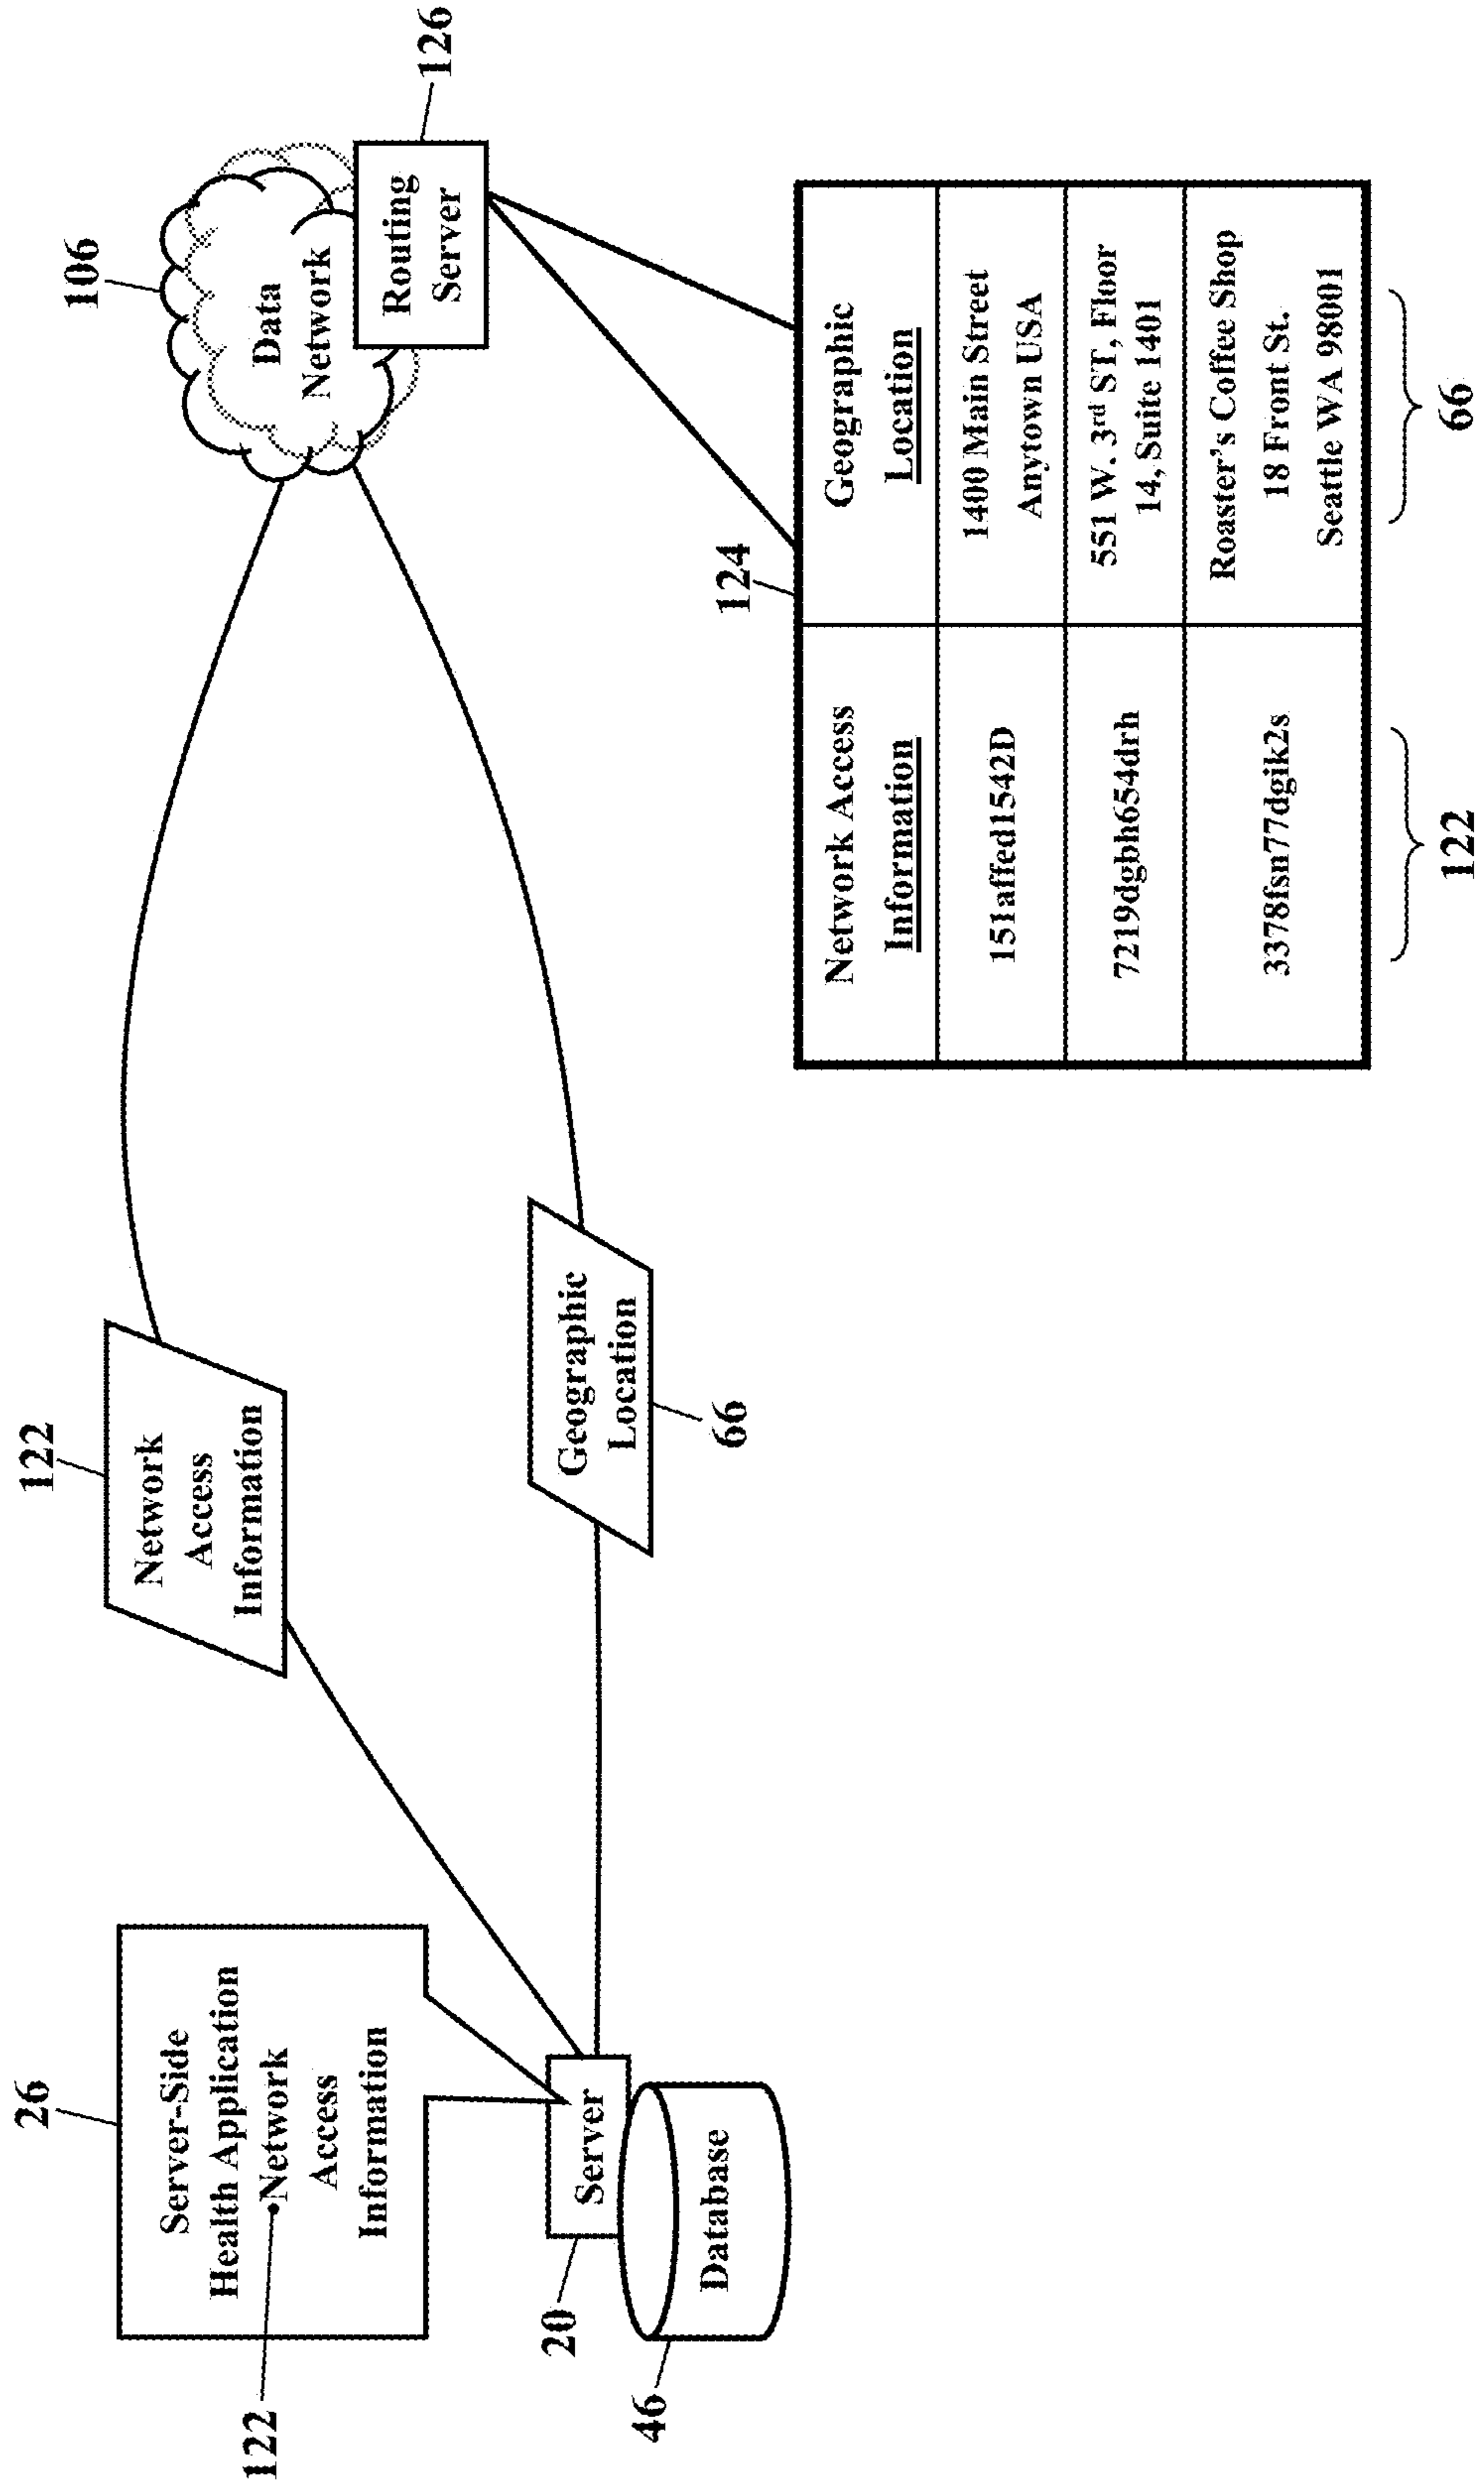 26
Server-Side
Health Application
•Network
Access
Information
122
20
Server
46
Database
122
Network
Access
Information
Geographic
Location
66
106
Data
Network
Routing
Server
126
124
Network Access
Information
Geographic
Location
151affed1542D
1400 Main Street
Anytown USA
7219dgbh654drh
551 W. 3rd ST, Floor
14, Suite 1401
3378fsn77dgik2s
Roaster's Coffee Shop
18 Front St.
Seattle WA 98001
122
66